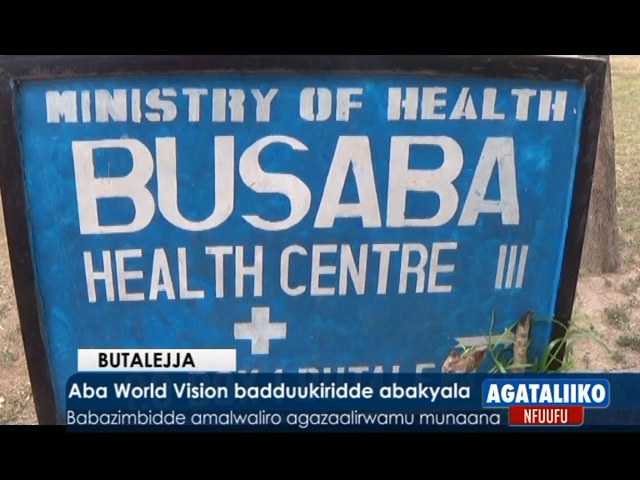 MINISTRY OF HEALTH
BUSABA
HEALTH CENTRE III
BUTALEJJA
Aba World Vision badduukiridde abakyala
Babazimbidde amalwaliro agazaalirwamu munaana
AGATALIIKO
NFUUFU